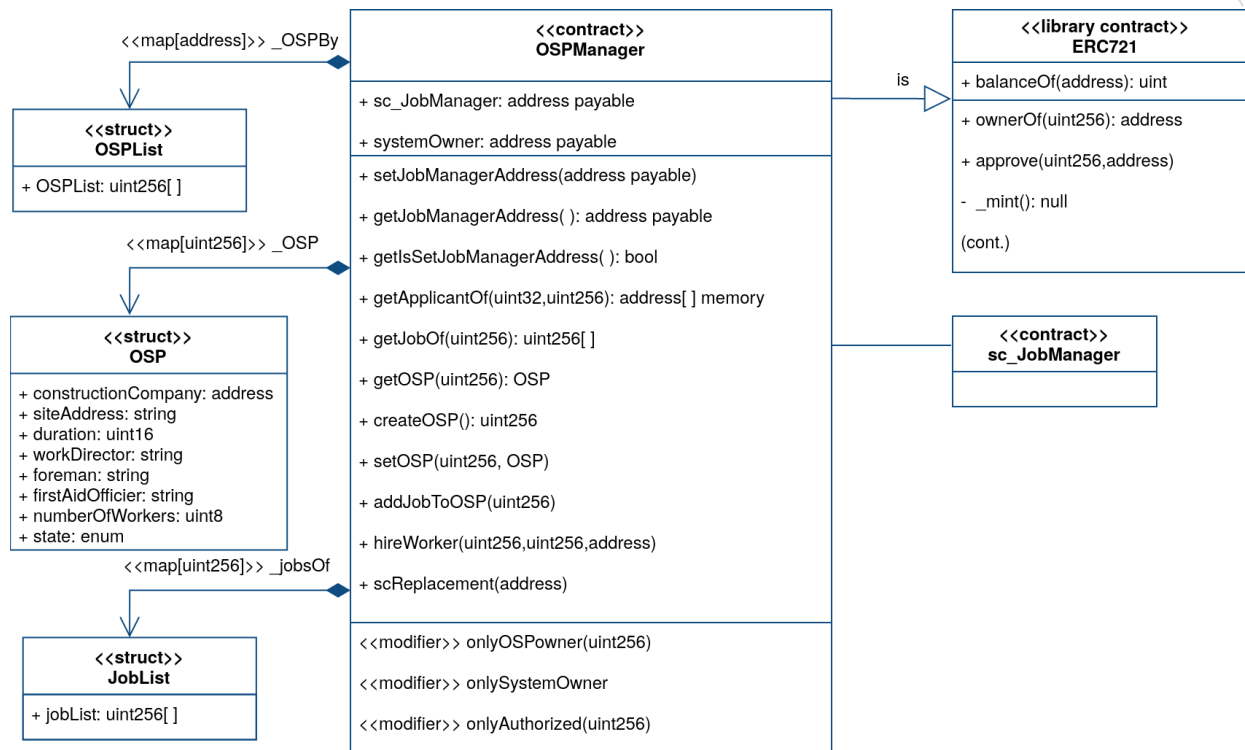 <<map[address]>> _OSPBy
<<struct>>
OSPList
+ OSPList: uint256[ ]
<<map[uint256]>> _OSP
<<struct>>
OSP
+ constructionCompany: address
+ siteAddress: string
+ duration: uint16
+ workDirector: string
+ foreman: string
+ firstAidOfficier: string
+ numberOfWorkers: uint8
+ state: enum
<<map[uint256]>> _jobsOf
<<struct>>
JobList
+ jobList: uint256[ ]
<<contract>>
OSPManager
+ sc_JobManager: address payable
+ systemOwner: address payable
+ setJobManagerAddress(address payable)
+ getJobManagerAddress( ): address payable
+ getIsSetJobManagerAddress( ): bool
+ getApplicantOf(uint32,uint256): address[ ] memory
+ getJobOf(uint256): uint256[ ]
+ getOSP(uint256): OSP
+ createOSP(): uint256
+ setOSP(uint256, OSP)
+ addJobToOSP(uint256)
+ hireWorker(uint256,uint256,address)
+ scReplacement(address)
<<modifier>> onlyOSPowner(uint256)
<<modifier>> onlySystemOwner
<<modifier>> onlyAuthorized(uint256)
is
<<library contract>>
ERC721
+ balanceOf(address): uint
+ ownerOf(uint256): address
+ approve(uint256,address)
- _mint(): null
(cont.)
<<contract>>
sc_JobManager